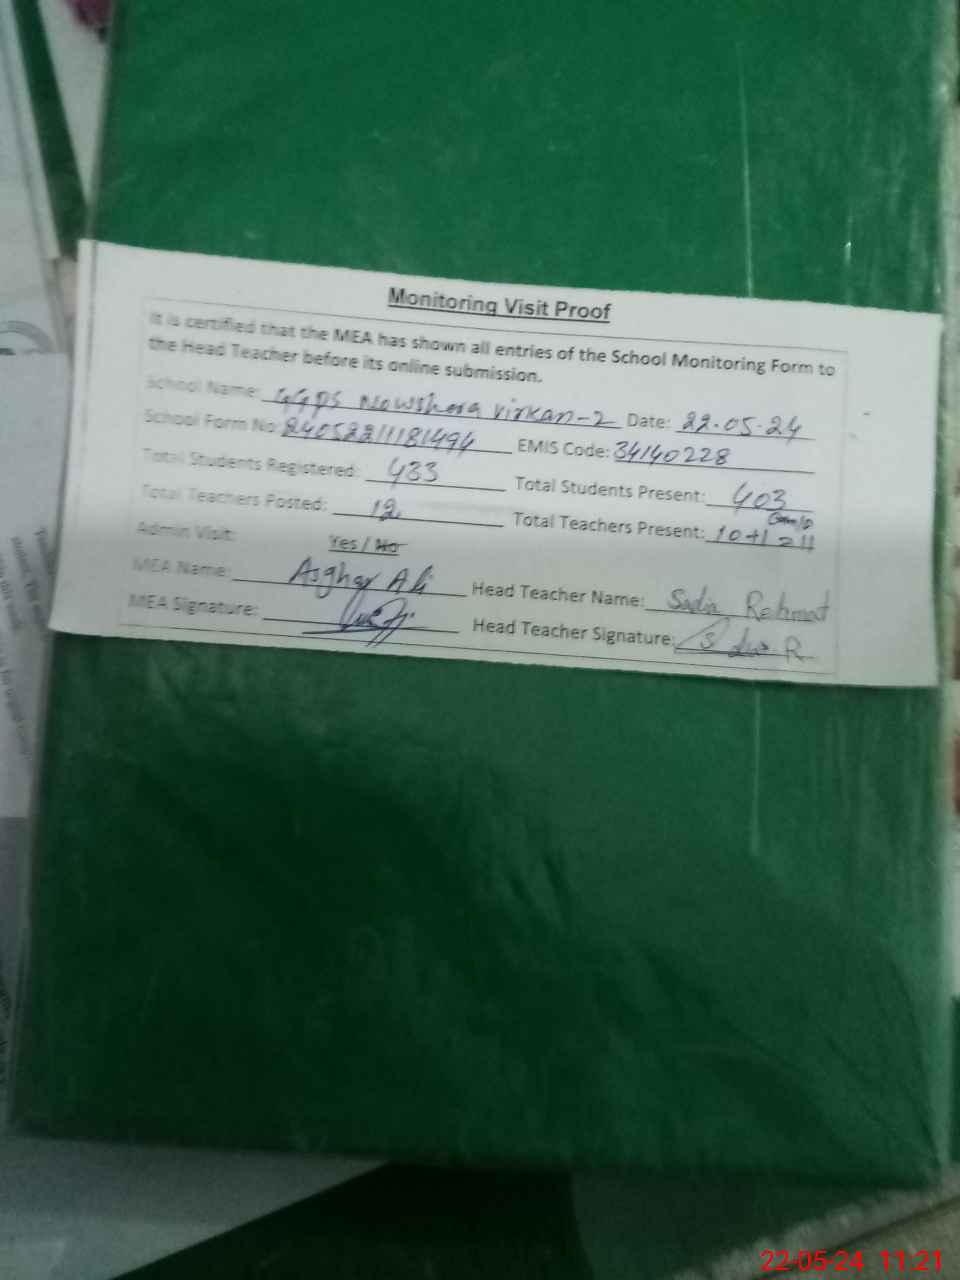 Monitoring Visit Proof
It is certified that the MEA has shown all entries of the School Monitoring Form to
the Head Teacher before its online submission.
School Name: GGPS Nowshera Virkan-2 Date: 22.05.24
School Form No: 24052211181494 EMIS Code: 34140228
Total Students Registered: 433 Total Students Present: 403
Total Teachers Posted: 12 Total Teachers Present: 10+1=11
Admin Visit: Yes / No
MEA Name: Asghar Ali Head Teacher Name: Sadia Rehmat
MEA Signature: Head Teacher Signature:
22-05-24 11:21